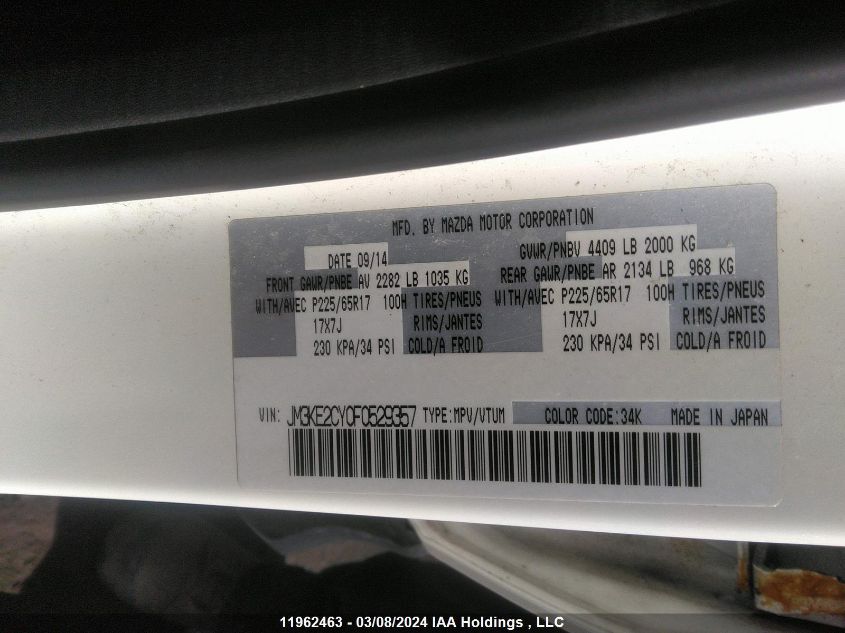 MFD. BY MAZDA MOTOR CORPORATION
DATE 09/14
GVWR/PNBV 4409 LB 2000 KG
FRONT GAWR/PNBE AV 2282 LB 1035 KG
REAR GAWR/PNBE AR 2134 LB 968 KG
WITH/AVEC P225/65R17 100H TIRES/PNEUS
WITH/AVEC P225/65R17 100H TIRES/PNEUS
17X7J RIMS/JANTES
17X7J RIMS/JANTES
230 KPA/34 PSI COLD/A FROID
230 KPA/34 PSI COLD/A FROID
VIN: JM3KE2CY0F0529357 TYPE:MPV/VTUM COLOR CODE:34K MADE IN JAPAN
11962463 - 03/08/2024 IAA Holdings , LLC